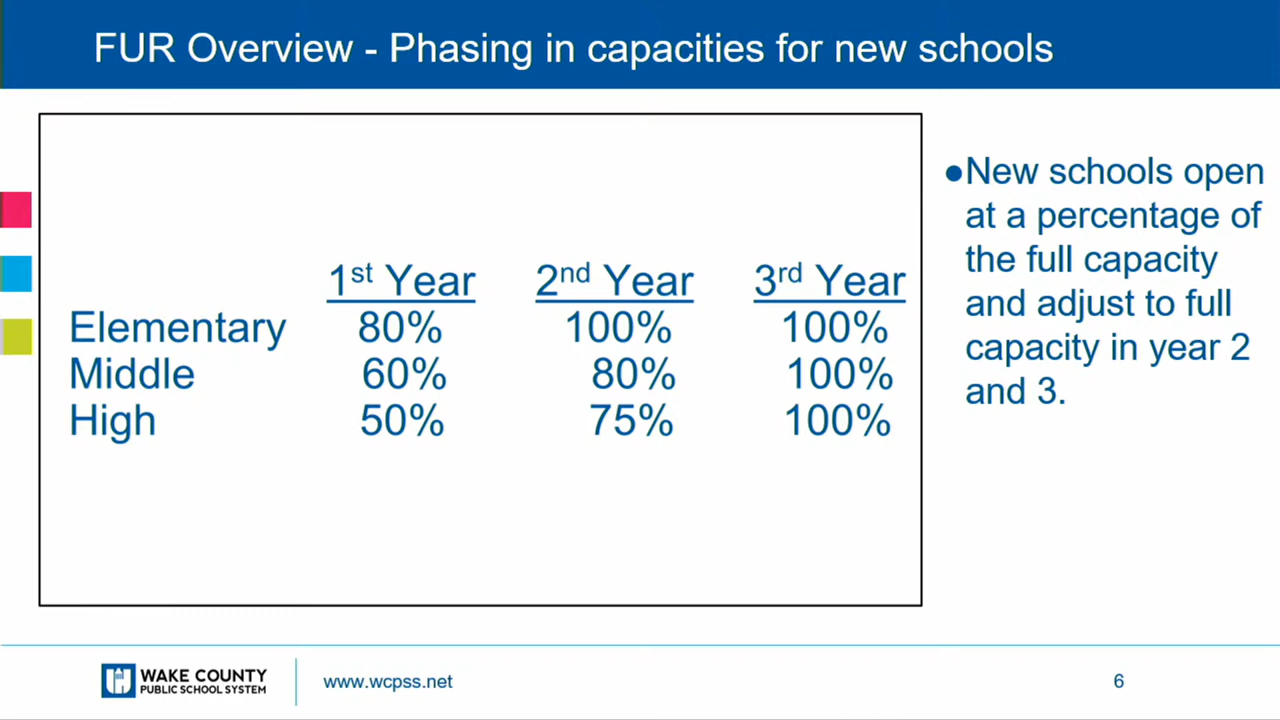 FUR Overview - Phasing in capacities for new schools
1st Year 2nd Year 3rd Year
Elementary 80% 100% 100%
Middle 60% 80% 100%
High 50% 75% 100%
●New schools open
at a percentage of
the full capacity
and adjust to full
capacity in year 2
and 3.
WAKE COUNTY
PUBLIC SCHOOL SYSTEM
www.wcpss.net
6